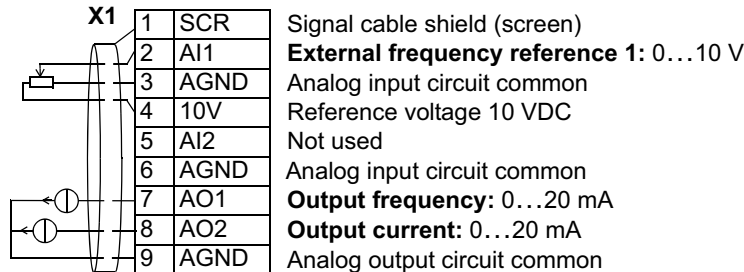 X1
1 SCR Signal cable shield (screen)
2 AI1 External frequency reference 1: 0…10 V
3 AGND Analog input circuit common
4 10V Reference voltage 10 VDC
5 AI2 Not used
6 AGND Analog input circuit common
7 AO1 Output frequency: 0…20 mA
8 AO2 Output current: 0…20 mA
9 AGND Analog output circuit common